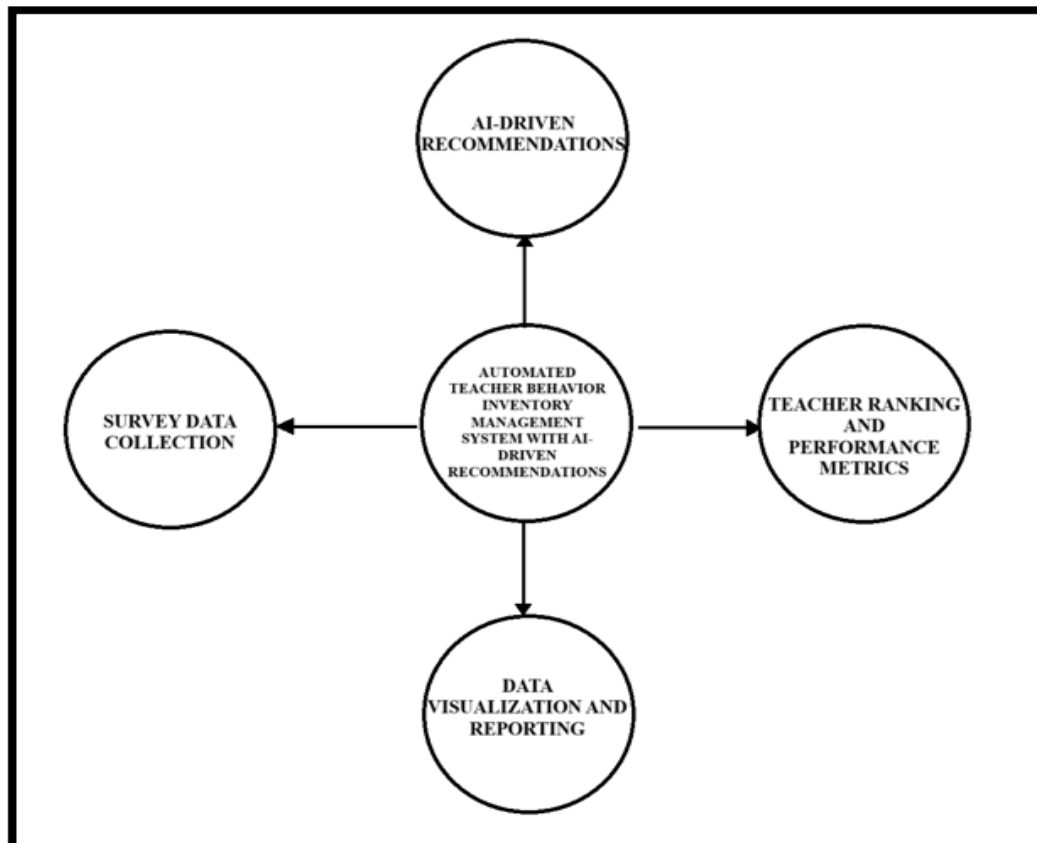 AI-DRIVEN
RECOMMENDATIONS
SURVEY DATA
COLLECTION
AUTOMATED
TEACHER BEHAVIOR
INVENTORY
MANAGEMENT
SYSTEM WITH AI-
DRIVEN
RECOMMENDATIONS
TEACHER RANKING
AND
PERFORMANCE
METRICS
DATA
VISUALIZATION AND
REPORTING